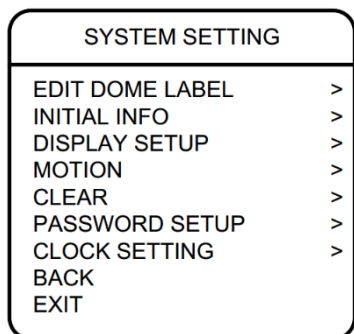 SYSTEM SETTING
EDIT DOME LABEL >
INITIAL INFO >
DISPLAY SETUP >
MOTION >
CLEAR >
PASSWORD SETUP >
CLOCK SETTING >
BACK
EXIT